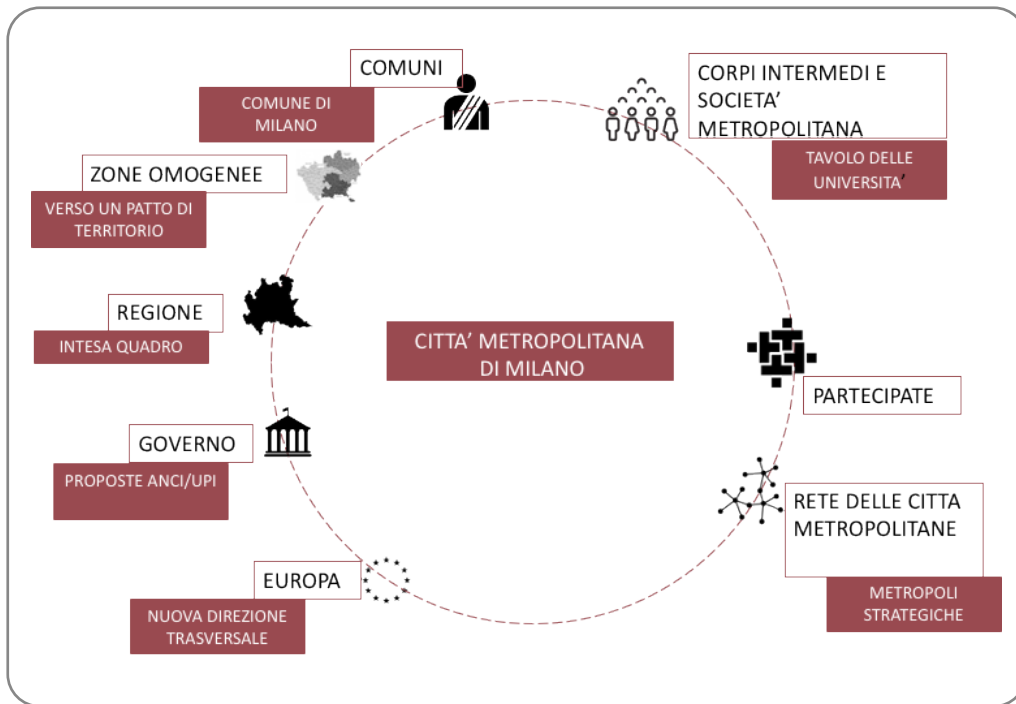 COMUNI
COMUNE DI
MILANO
ZONE OMOGENEE
VERSO UN PATTO DI
TERRITORIO
REGIONE
INTESA QUADRO
GOVERNO
PROPOSTE ANCI/UPI
EUROPA
NUOVA DIREZIONE
TRASVERSALE
CITTA’ METROPOLITANA
DI MILANO
CORPI INTERMEDI E
SOCIETA’
METROPOLITANA
TAVOLO DELLE
UNIVERSITA’
PARTECIPATE
RETE DELLE CITTA
METROPOLITANE
METROPOLI
STRATEGICHE